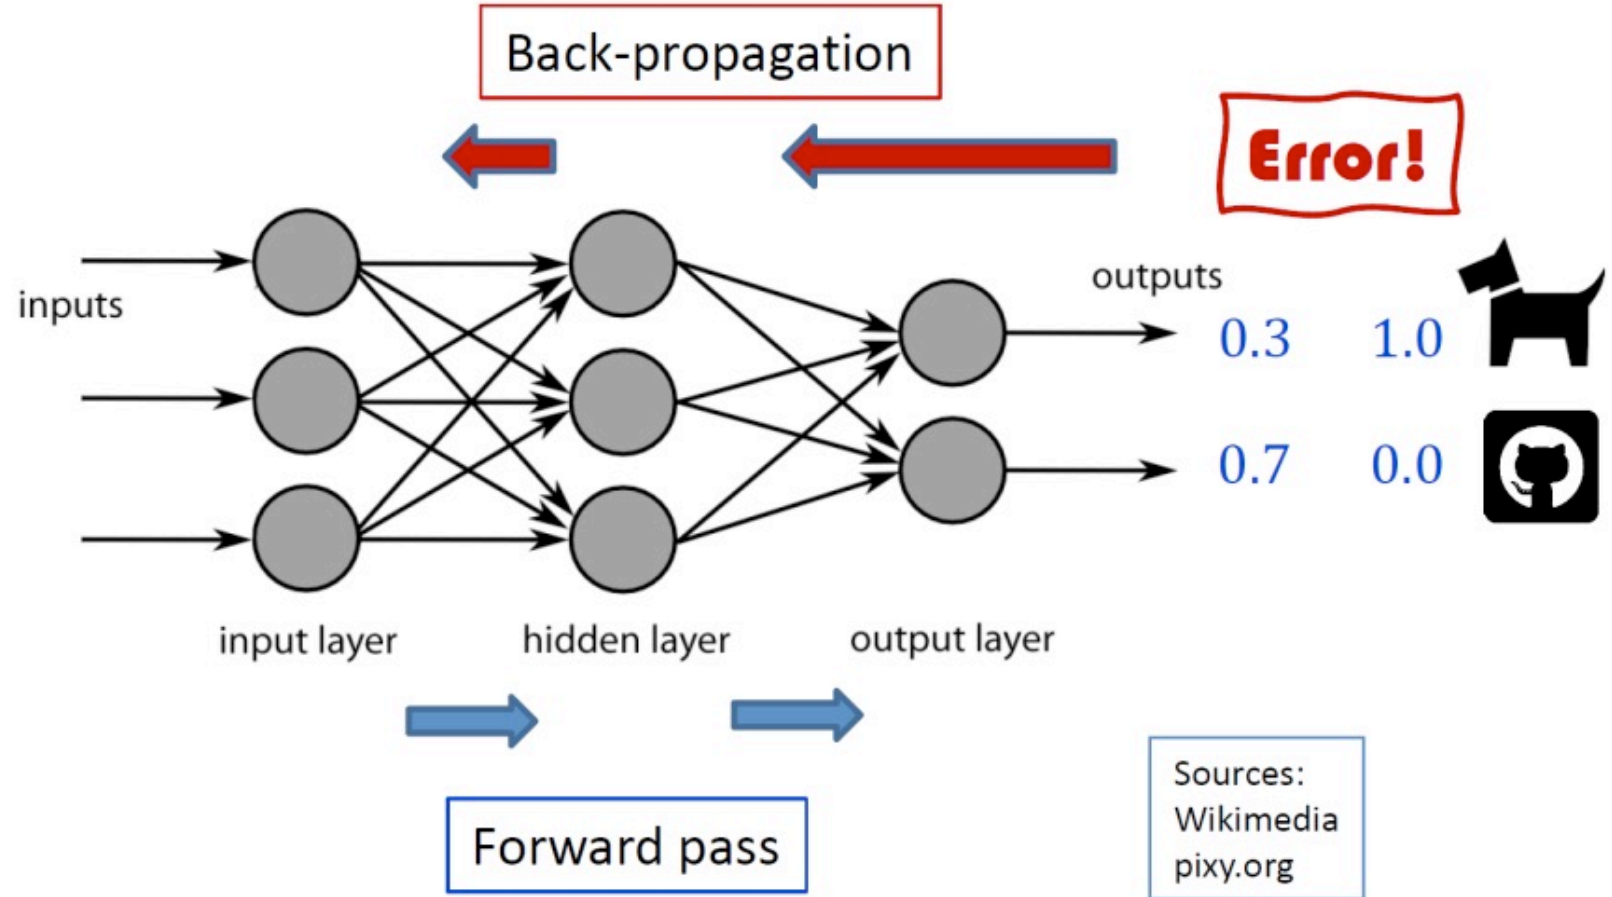 Back-propagation
Error!
inputs
outputs
0.3 1.0
0.7 0.0
input layer hidden layer output layer
Forward pass
Sources:
Wikimedia
pixy.org